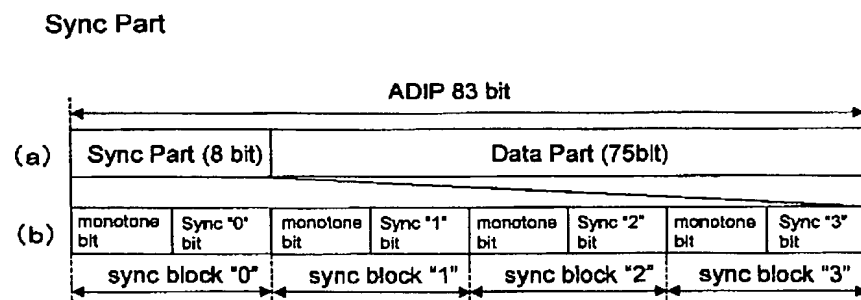 Sync Part
ADIP 83 bit
(a) Sync Part (8 bit) Data Part (75bit)
(b) monotone bit Sync "0" bit monotone bit Sync "1" bit monotone bit Sync "2" bit monotone bit Sync "3" bit
sync block "0" sync block "1" sync block "2" sync block "3"